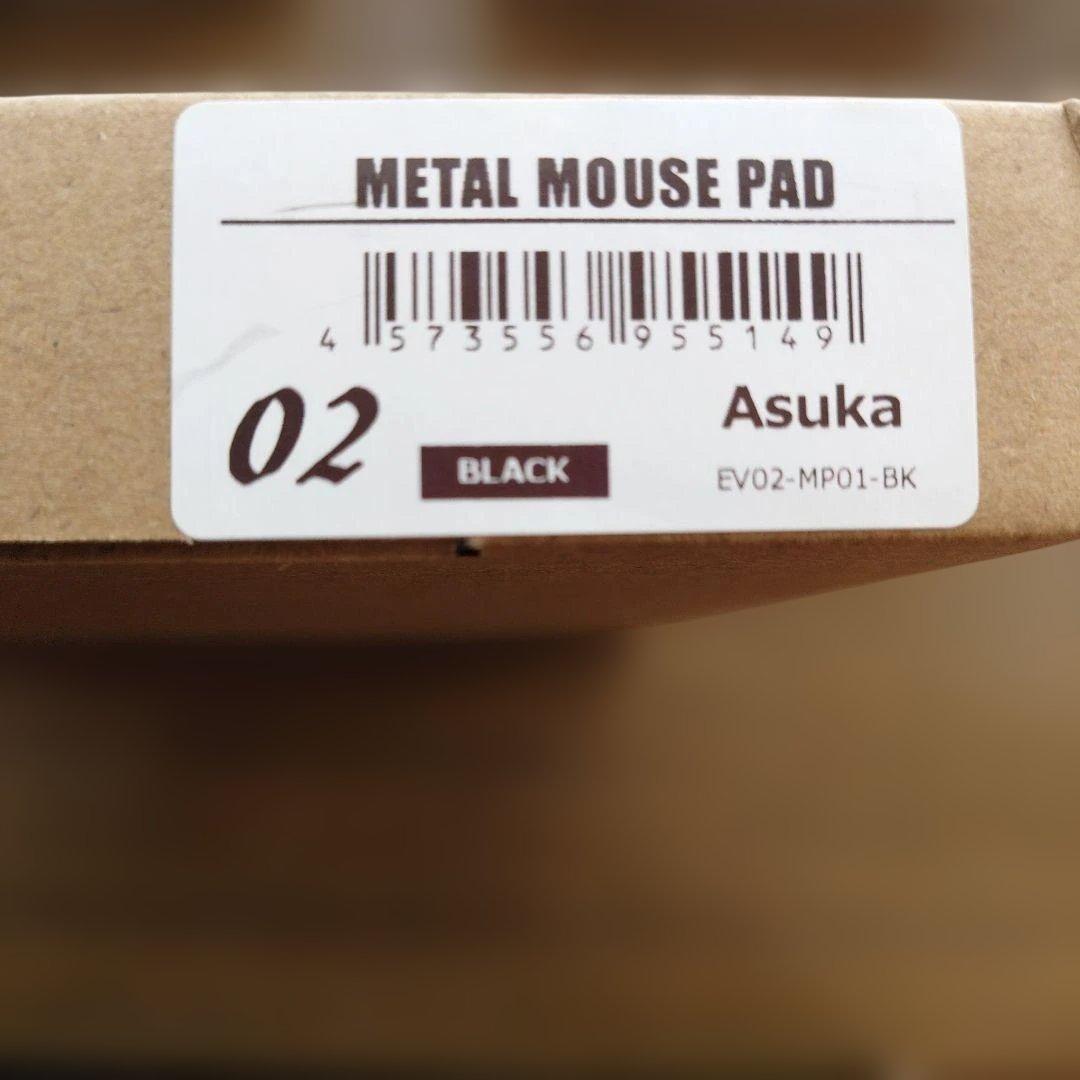 METAL MOUSE PAD
4 573556 955149
02
BLACK
Asuka
EV02-MP01-BK